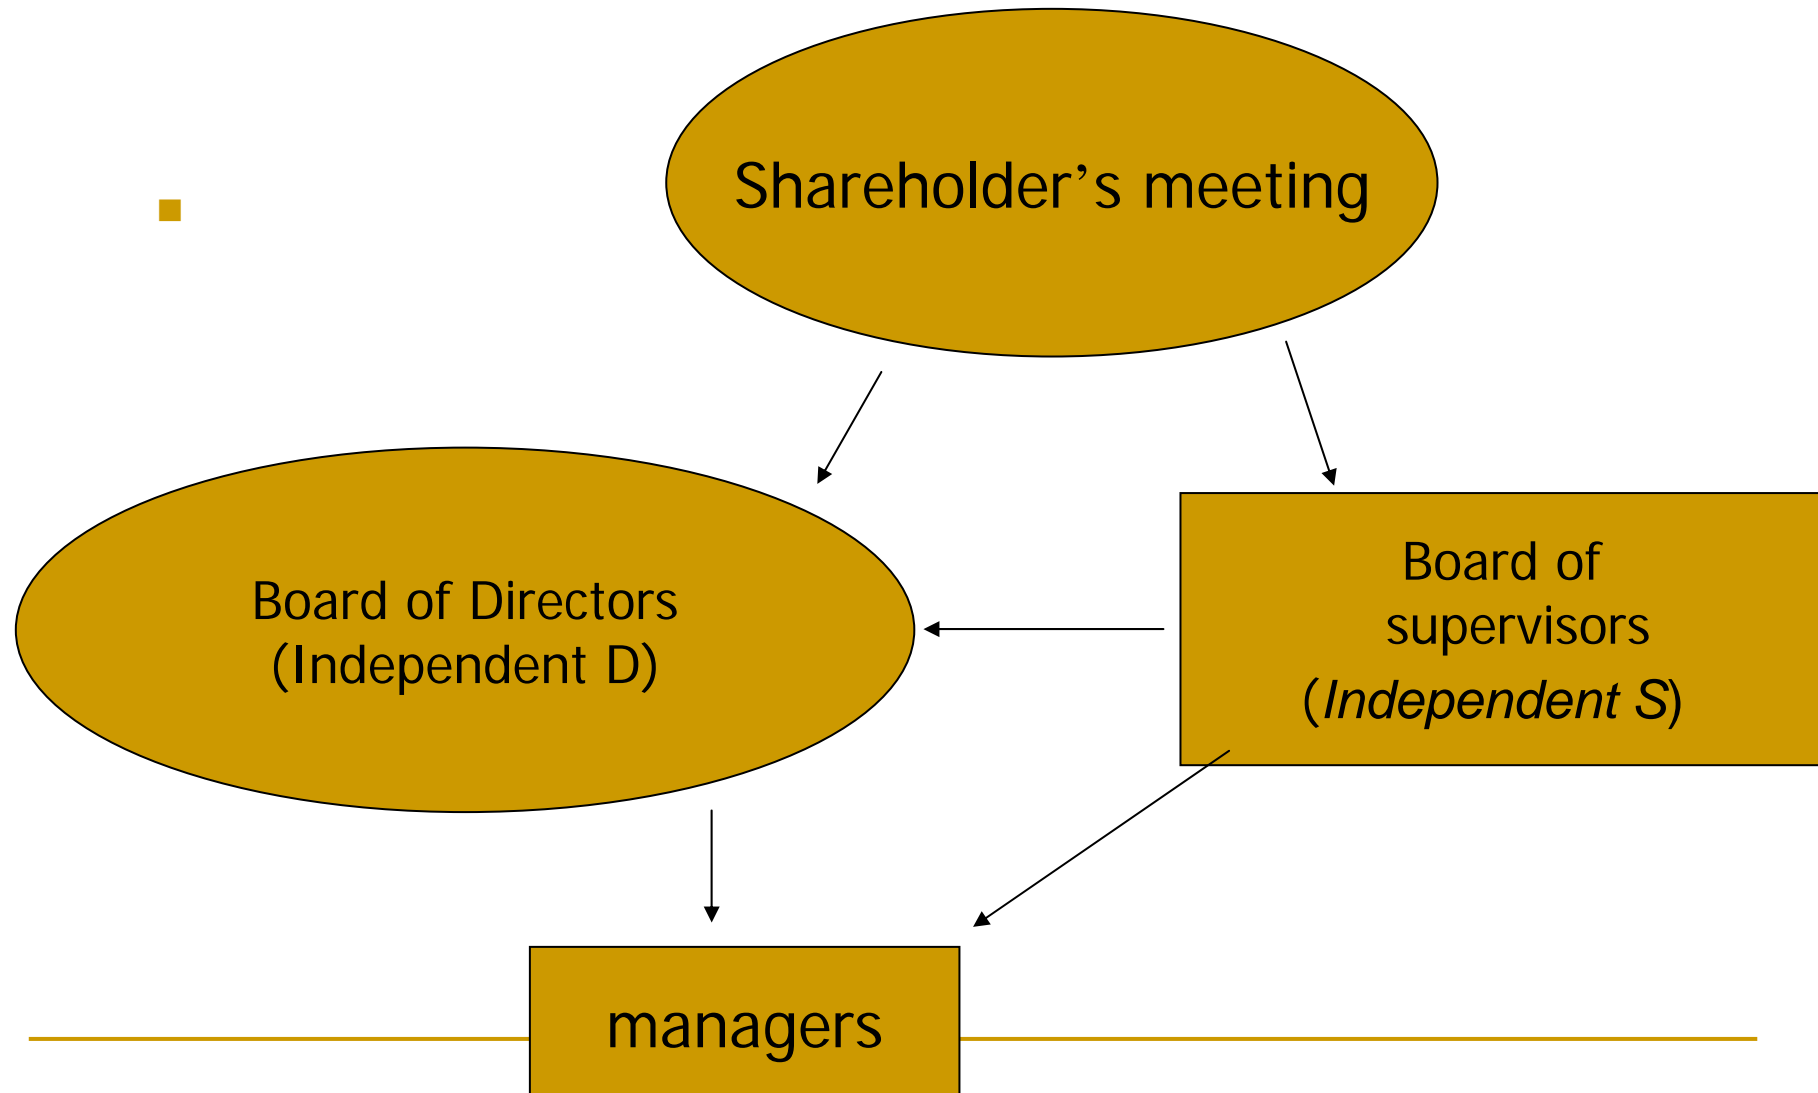 Shareholder’s meeting
Board of Directors
(Independent D)
Board of
supervisors
(Independent S)
managers